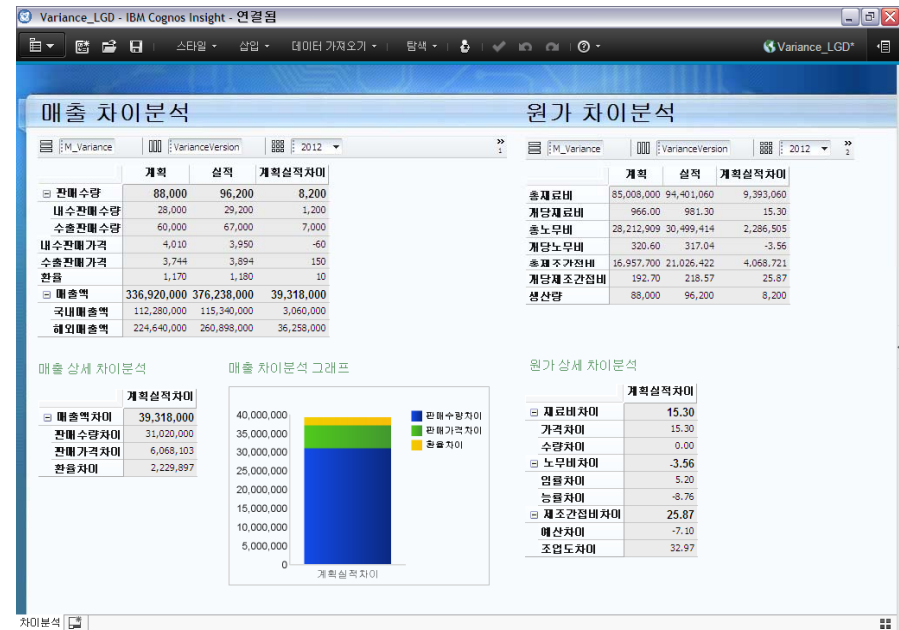 Variance_LGD - IBM Cognos Insight - 연결됨
스타일 삽입 데이터 가져오기 탐색 Variance_LGD*
매출 차이분석
M_Variance VarianceVersion 2012 » 1
계획 실적 계획실적차이
판매수량 88,000 96,200 8,200
내수판매수량 28,000 29,200 1,200
수출판매수량 60,000 67,000 7,000
내수판매가격 4,010 3,950 -60
수출판매가격 3,744 3,894 150
환율 1,170 1,180 10
매출액 336,920,000 376,238,000 39,318,000
국내매출액 112,280,000 115,340,000 3,060,000
해외매출액 224,640,000 260,898,000 36,258,000
원가 차이분석
M_Variance VarianceVersion 2012 » 2
계획 실적 계획실적차이
총재료비 85,008,000 94,401,060 9,393,060
개당재료비 966.00 981.30 15.30
총노무비 28,212,909 30,499,414 2,286,505
개당노무비 320.60 317.04 -3.56
총제조간접비 16,957,700 21,026,422 4,068,721
개당제조간접비 192.70 218.57 25.87
생산량 88,000 96,200 8,200
매출 상세 차이분석
계획실적차이
매출액차이 39,318,000
판매수량차이 31,020,000
판매가격차이 6,068,103
환율차이 2,229,897
매출 차이분석 그래프
40,000,000
35,000,000
30,000,000
25,000,000
20,000,000
15,000,000
10,000,000
5,000,000
0
계획실적차이
판매수량차이
판매가격차이
환율차이
원가 상세 차이분석
계획실적차이
재료비차이 15.30
가격차이 15.30
수량차이 0.00
노무비차이 -3.56
임률차이 5.20
능률차이 -8.76
제조간접비차이 25.87
예산차이 -7.10
조업도차이 32.97
차이분석